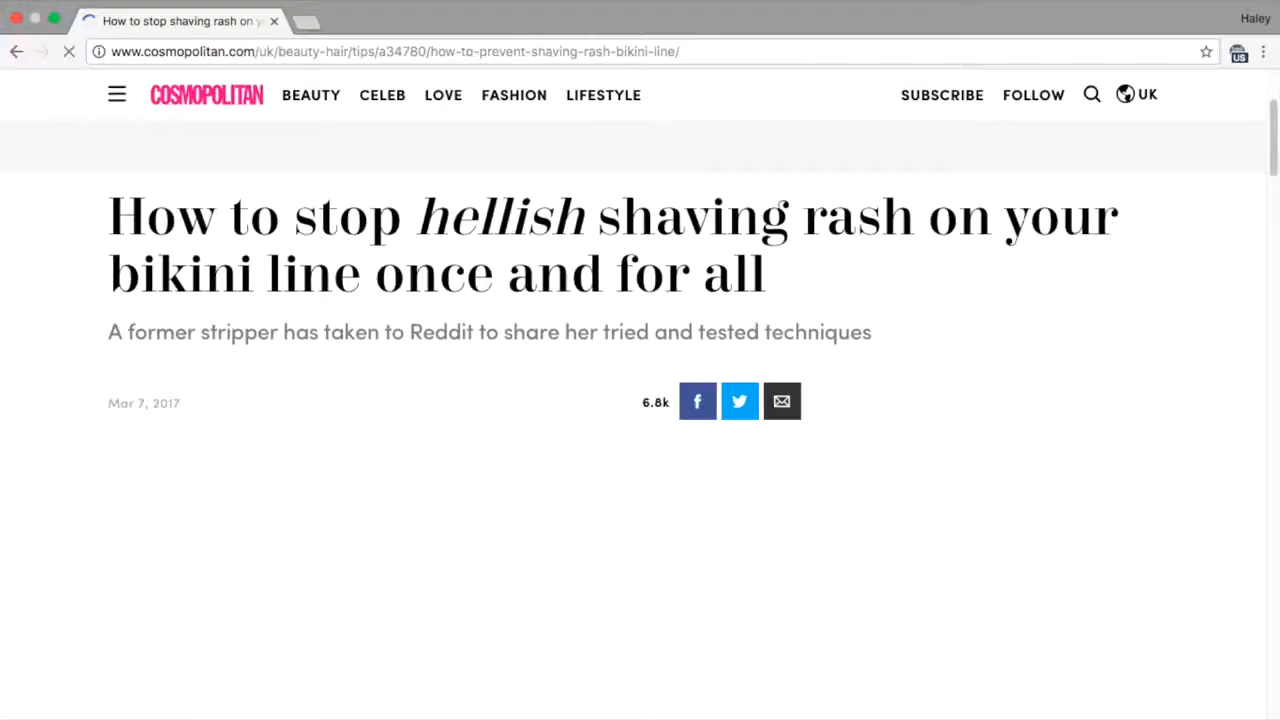 How to stop shaving rash on y
Haley
www.cosmopolitan.com/uk/beauty-hair/tips/a34780/how-to-prevent-shaving-rash-bikini-line/
US
COSMOPOLITAN BEAUTY CELEB LOVE FASHION LIFESTYLE SUBSCRIBE FOLLOW UK
How to stop hellish shaving rash on your
bikini line once and for all
A former stripper has taken to Reddit to share her tried and tested techniques
Mar 7, 2017
6.8k